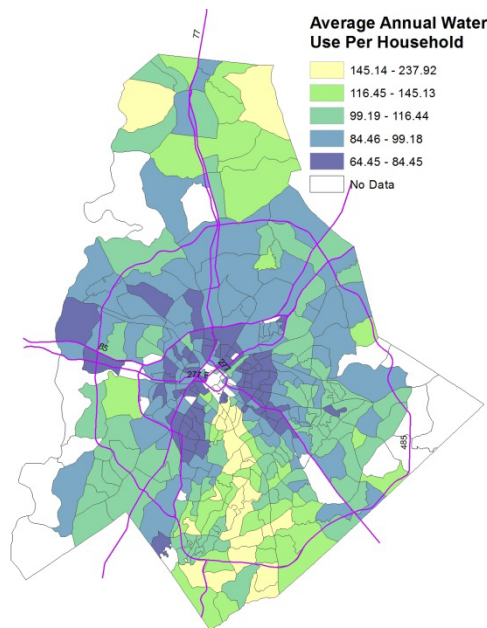 Average Annual Water
Use Per Household
145.14 - 237.92
116.45 - 145.13
99.19 - 116.44
84.46 - 99.18
64.45 - 84.45
No Data
77
85
277
277
485